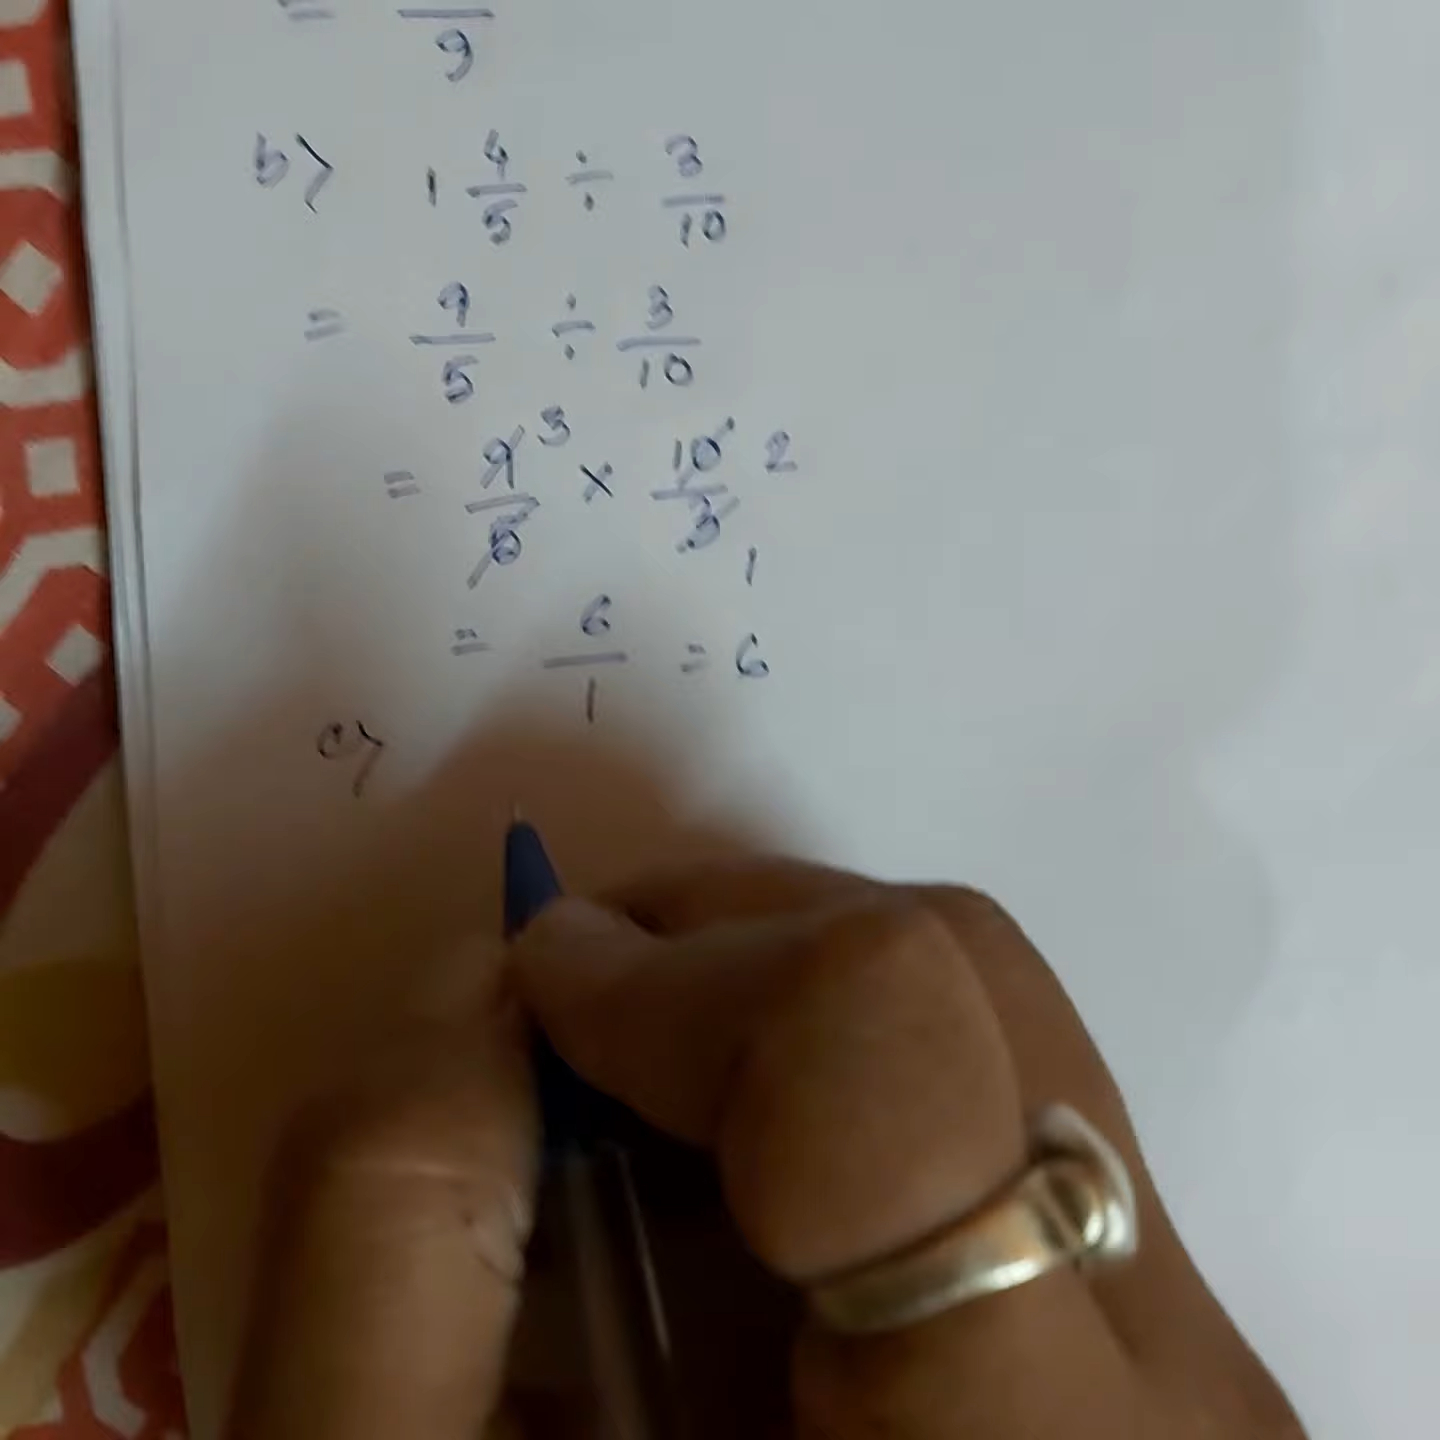 = /9
b) 1 4/5 ÷ 3/10
= 9/5 ÷ 3/10
= 9/5 3 × 10/3 2 1
= 6/1 = 6
c)